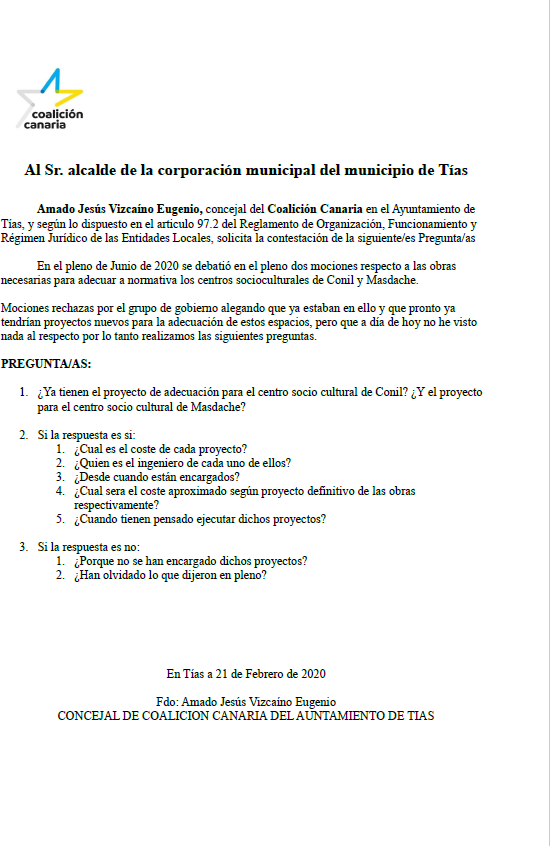 coalición
canaria
Al Sr. alcalde de la corporación municipal del municipio de Tías
Amado Jesús Vizcaíno Eugenio, concejal del Coalición Canaria en el Ayuntamiento de
Tías, y según lo dispuesto en el articulo 97.2 del Reglamento de Organización, Funcionamiento y
Régimen Jurídico de las Entidades Locales, solicita la contestación de la siguiente/es Pregunta/as
En el pleno de Junio de 2020 se debatió en el pleno dos mociones respecto a las obras
necesarias para adecuar a normativa los centros socioculturales de Conil y Masdache.
Mociones rechazas por el grupo de gobierno alegando que ya estaban en ello y que pronto ya
tendrían proyectos nuevos para la adecuación de estos espacios, pero que a día de hoy no he visto
nada al respecto por lo tanto realizamos las siguientes preguntas.
PREGUNTA/AS:
1. ¿Ya tienen el proyecto de adecuación para el centro socio cultural de Conil? ¿Y el proyecto
para el centro socio cultural de Masdache?
2. Si la respuesta es si:
1. ¿Cual es el coste de cada proyecto?
2. ¿Quien es el ingeniero de cada uno de ellos?
3. ¿Desde cuando están encargados?
4. ¿Cual sera el coste aproximado según proyecto definitivo de las obras
respectivamente?
5. ¿Cuando tienen pensado ejecutar dichos proyectos?
3. Si la respuesta es no:
1. ¿Porque no se han encargado dichos proyectos?
2. ¿Han olvidado lo que dijeron en pleno?
En Tías a 21 de Febrero de 2020
Fdo: Amado Jesús Vizcaíno Eugenio
CONCEJAL DE COALICION CANARIA DEL AUNTAMIENTO DE TIAS